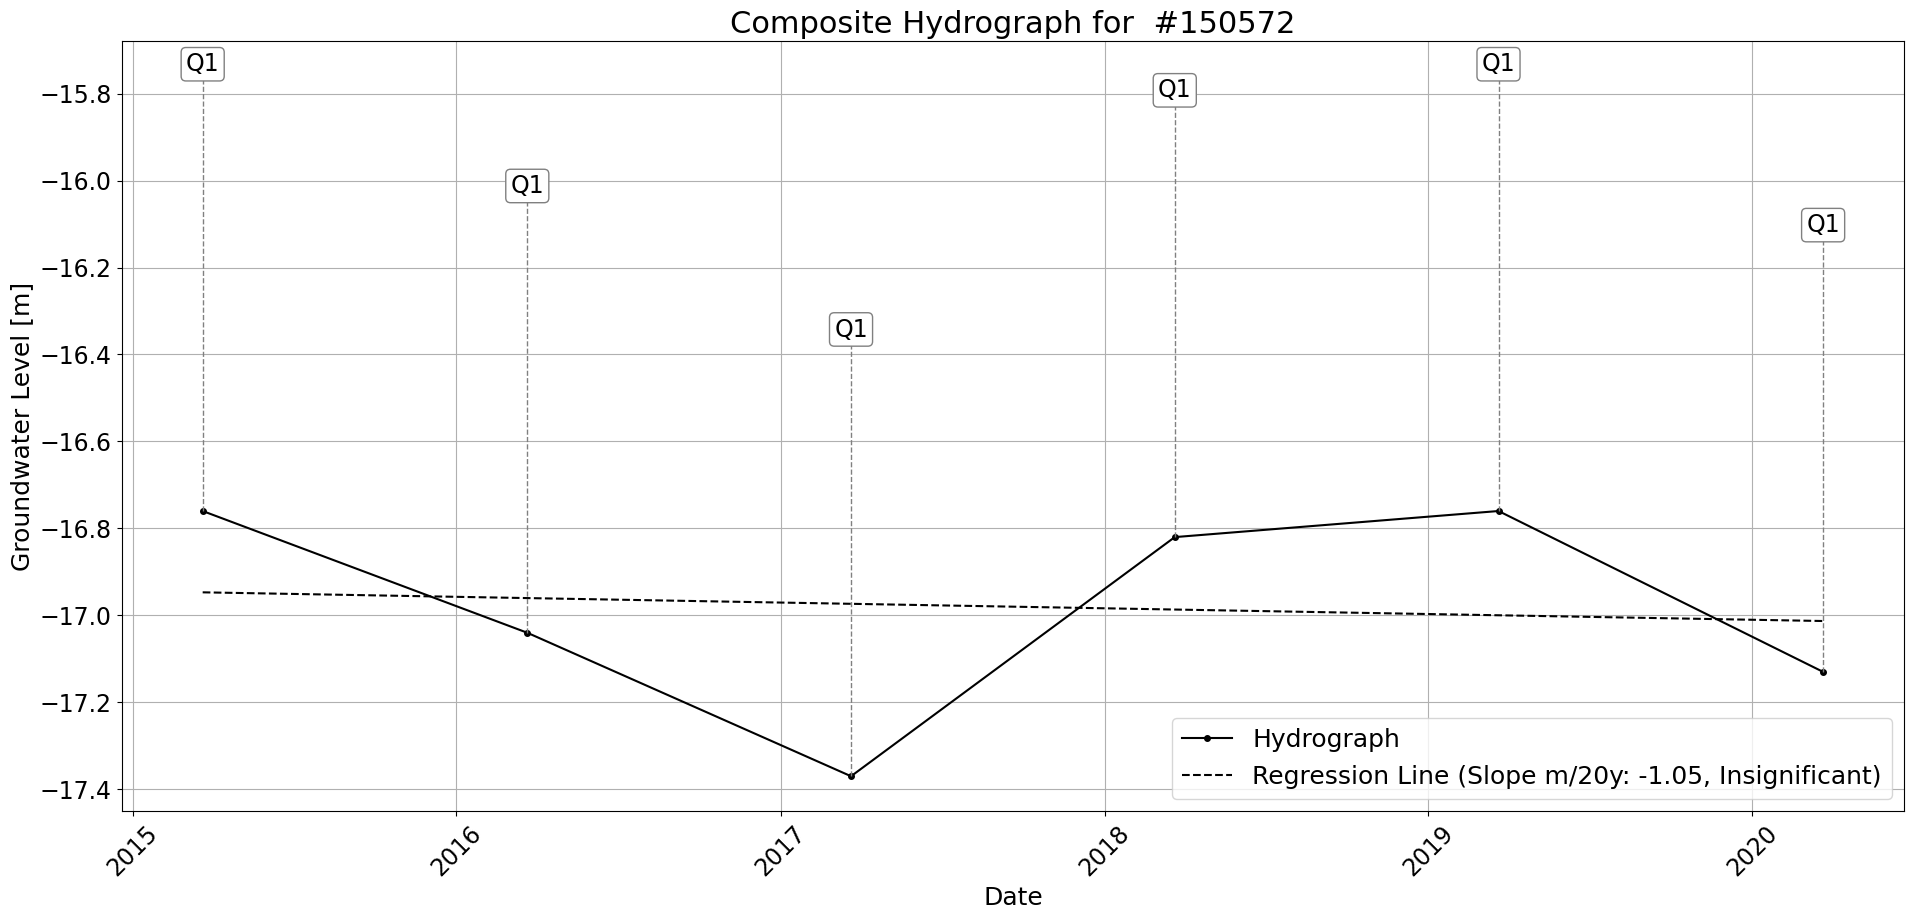 Composite Hydrograph for  #150572
Q1
Q1
Q1
Q1
Q1
Q1
Groundwater Level [m]
−15.8
−16.0
−16.2
−16.4
−16.6
−16.8
−17.0
−17.2
−17.4
Hydrograph
Regression Line (Slope m/20y: -1.05, Insignificant)
2015
2016
2017
2018
2019
2020
Date